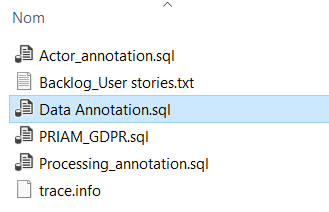 Nom
Actor_annotation.sql
Backlog_User stories.txt
Data Annotation.sql
PRIAM_GDPR.sql
Processing_annotation.sql
trace.info